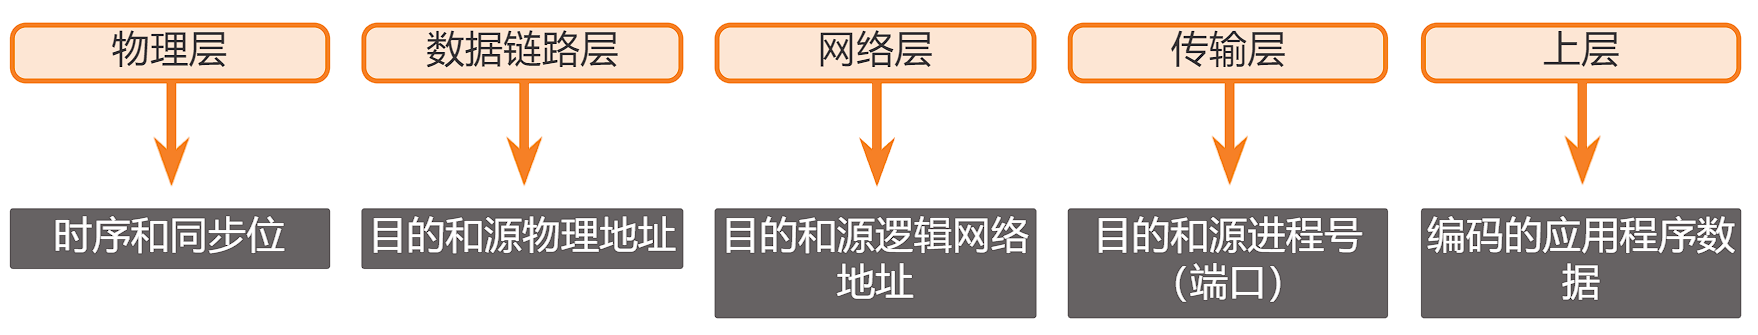 物理层
数据链路层
网络层
传输层
上层
时序和同步位
目的和源物理地址
目的和源逻辑网络
地址
目的和源进程号
（端口）
编码的应用程序数
据